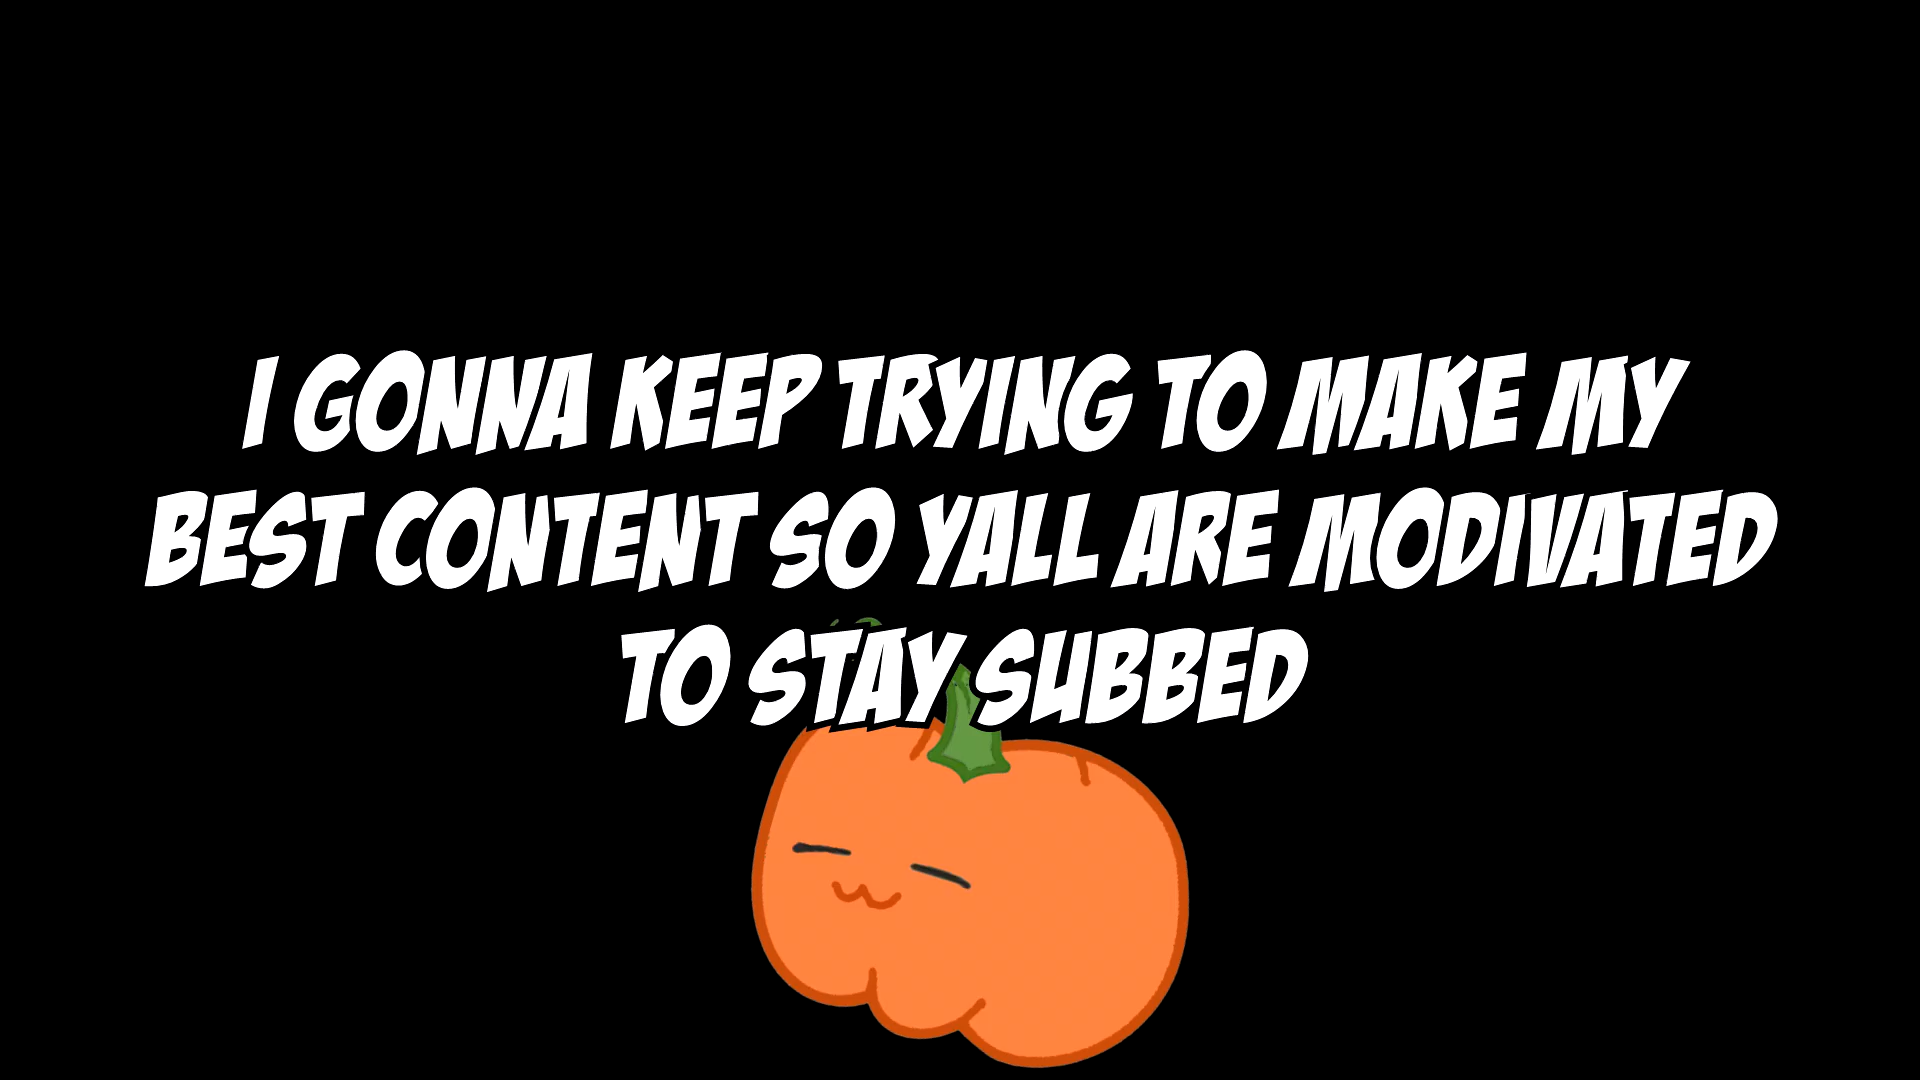 I GONNA KEEP TRYING TO MAKE MY
BEST CONTENT SO YALL ARE MODIVATED
TO STAY SUBBED